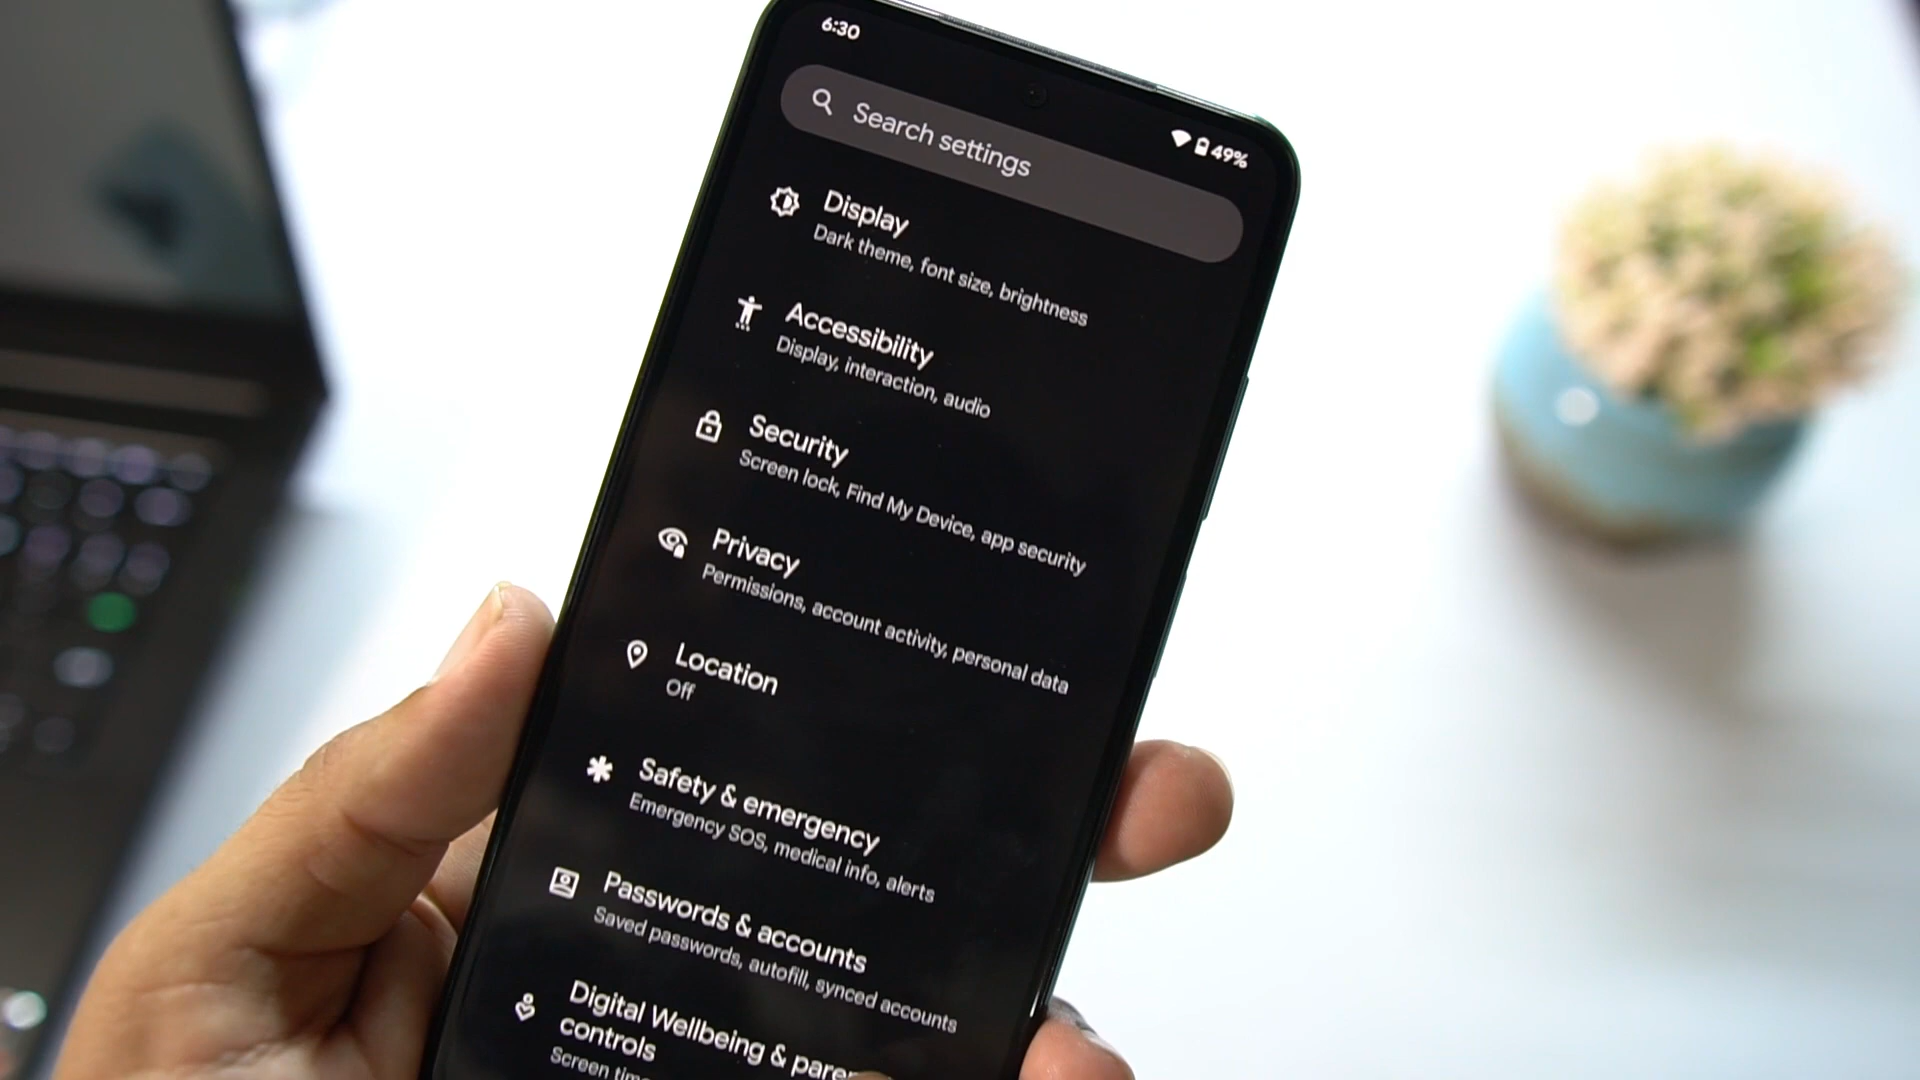 6:30
49%
Search settings
Display
Dark theme, font size, brightness
Accessibility
Display, interaction, audio
Security
Screen lock, Find My Device, app security
Privacy
Permissions, account activity, personal data
Location
Off
Safety & emergency
Emergency SOS, medical info, alerts
Passwords & accounts
Saved passwords, autofill, synced accounts
Digital Wellbeing &
controls
Screen